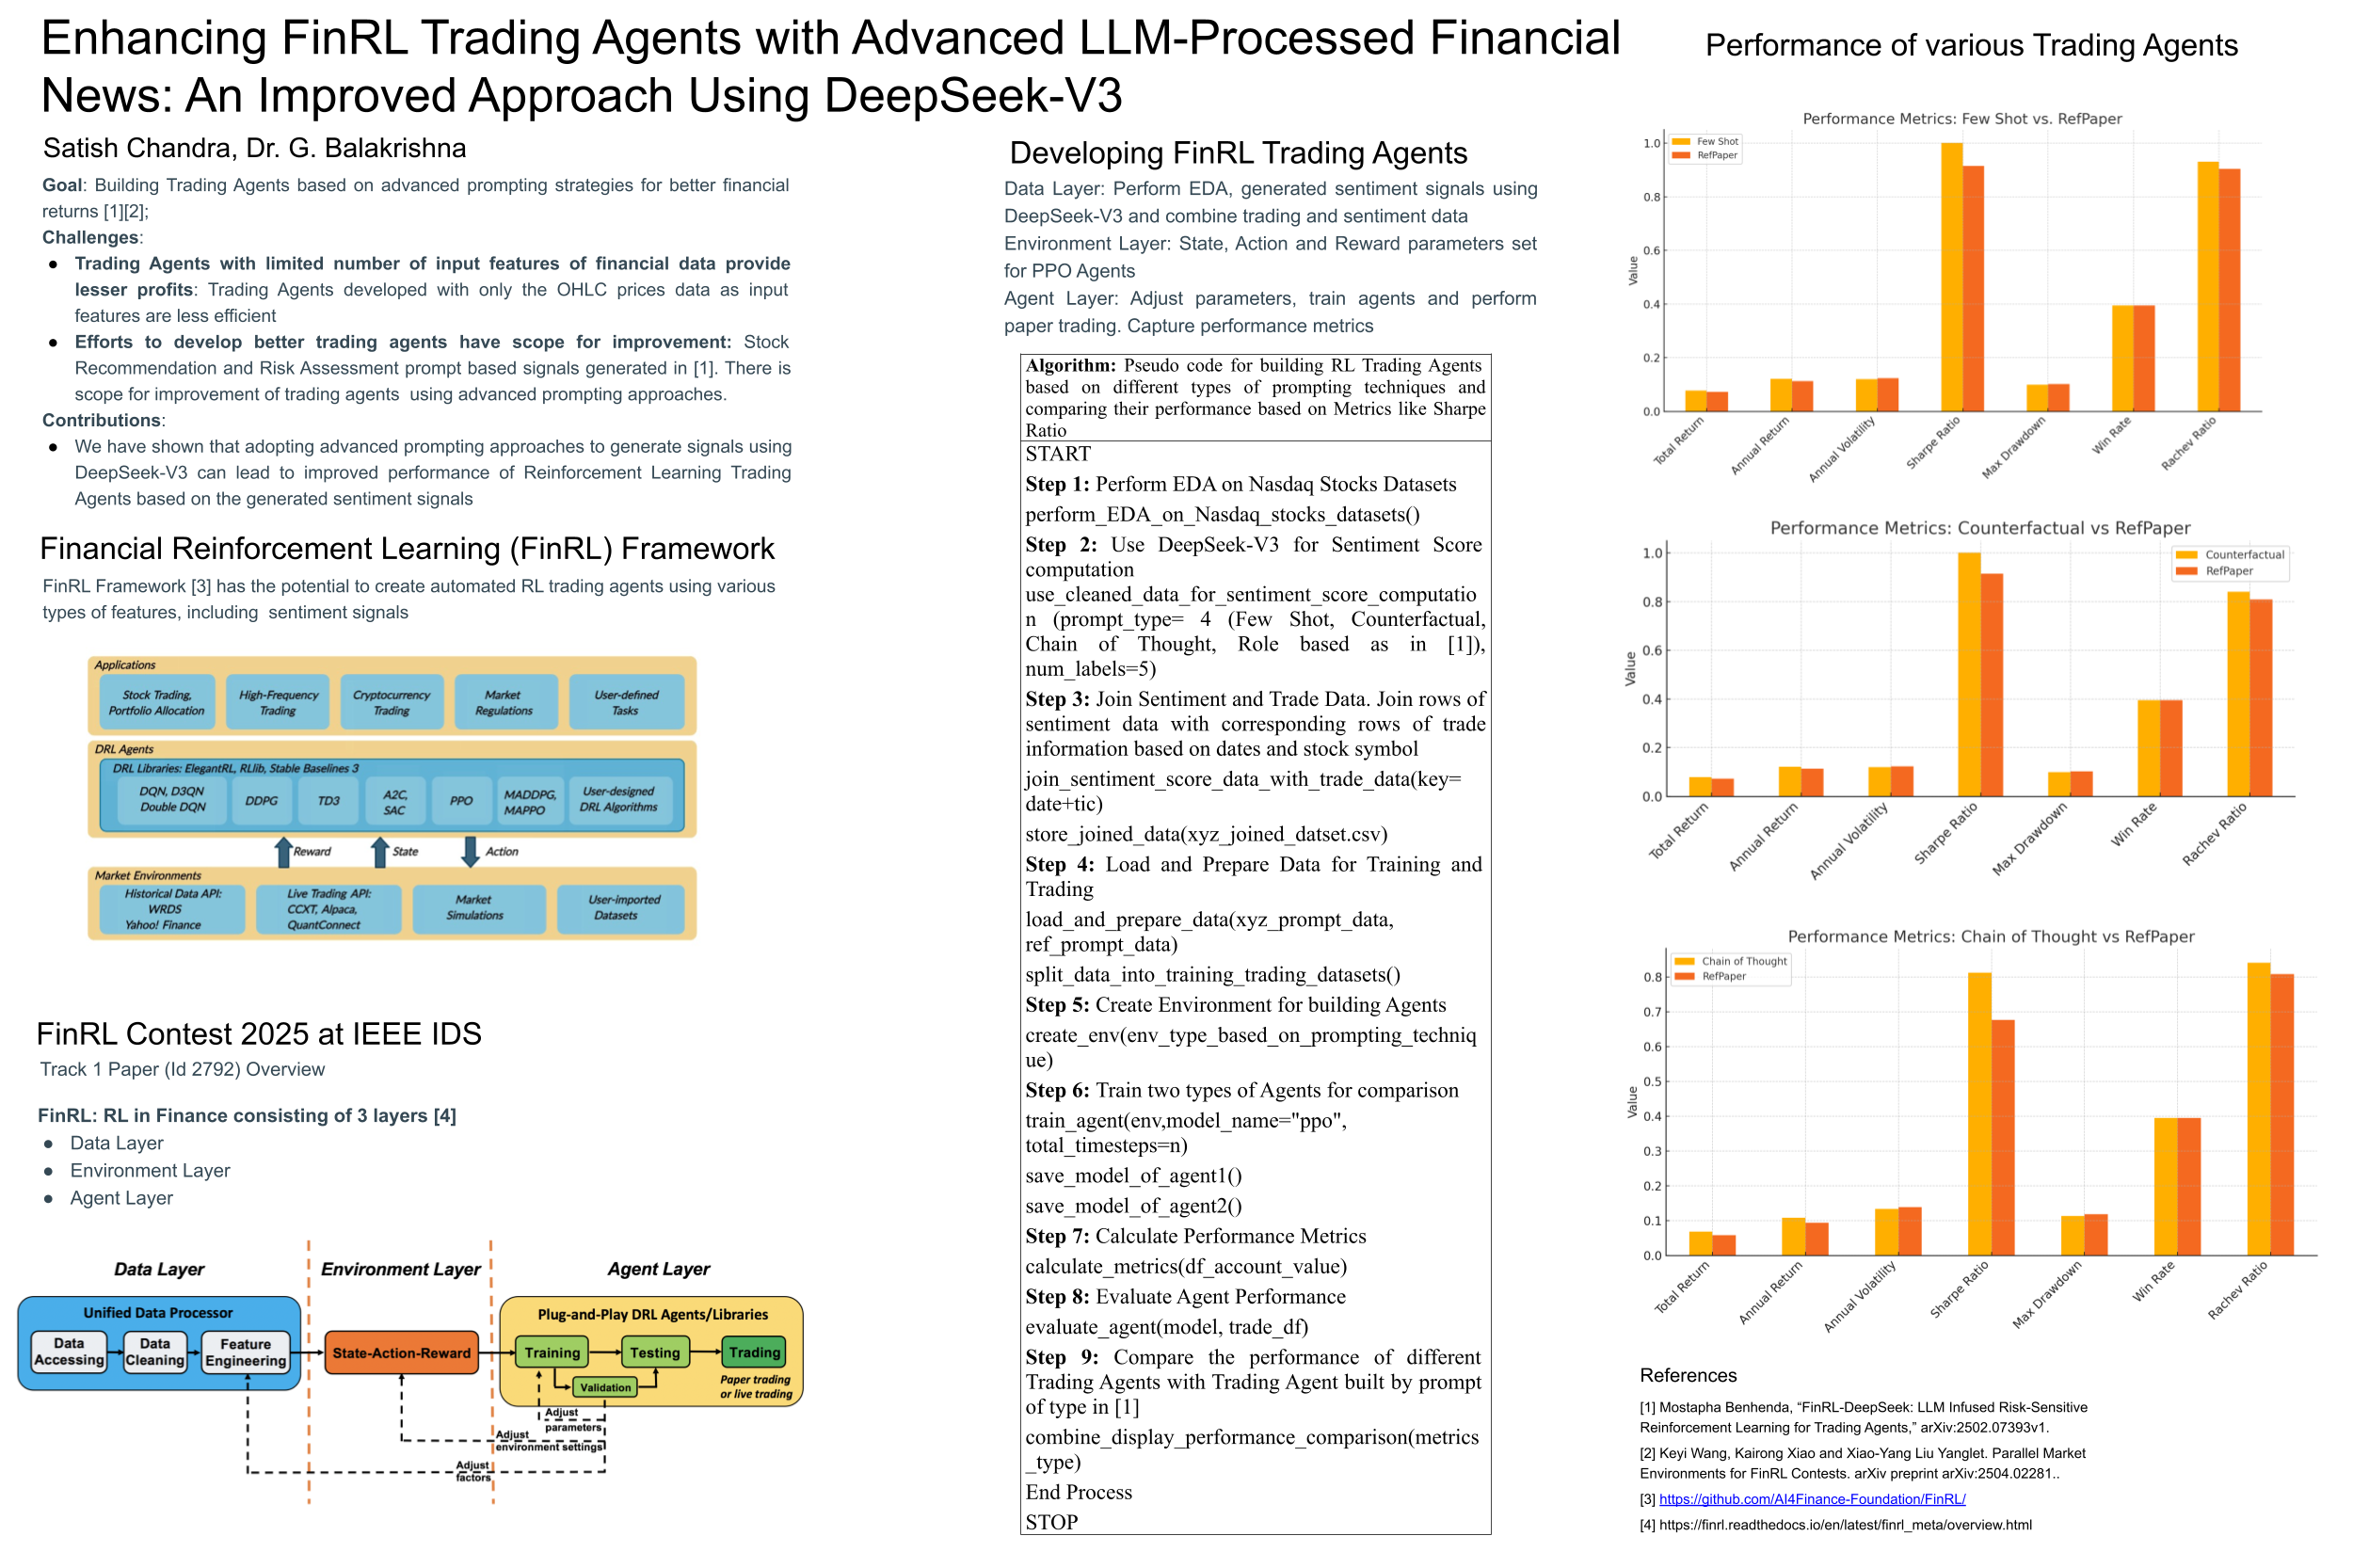 Enhancing FinRL Trading Agents with Advanced LLM-Processed Financial
News: An Improved Approach Using DeepSeek-V3
Satish Chandra, Dr. G. Balakrishna
Goal: Building Trading Agents based on advanced prompting strategies for better financial
returns [1][2];
Challenges:
● Trading Agents with limited number of input features of financial data provide
lesser profits: Trading Agents developed with only the OHLC prices data as input
features are less efficient
● Efforts to develop better trading agents have scope for improvement: Stock
Recommendation and Risk Assessment prompt based signals generated in [1]. There is
scope for improvement of trading agents using advanced prompting approaches.
Contributions:
● We have shown that adopting advanced prompting approaches to generate signals using
DeepSeek-V3 can lead to improved performance of Reinforcement Learning Trading
Agents based on the generated sentiment signals
Financial Reinforcement Learning (FinRL) Framework
FinRL Framework [3] has the potential to create automated RL trading agents using various
types of features, including sentiment signals
Applications
Stock Trading,
Portfolio Allocation
High-Frequency
Trading
Cryptocurrency
Trading
Market
Regulations
User-defined
Tasks
DRL Agents
DRL Libraries: ElegantRL, RLlib, Stable Baselines 3
DQN, D3QN
Double DQN
DDPG
TD3
A2C,
SAC
PPO
MADDPG,
MAPPO
User-designed
DRL Algorithms
Reward
State
Action
Market Environments
Historical Data API:
WRDS
Yahoo! Finance
Live Trading API:
CCXT, Alpaca,
QuantConnect
Market
Simulations
User-imported
Datasets
FinRL Contest 2025 at IEEE IDS
Track 1 Paper (Id 2792) Overview
FinRL: RL in Finance consisting of 3 layers [4]
● Data Layer
● Environment Layer
● Agent Layer
Data Layer
Environment Layer
Agent Layer
Unified Data Processor
Data
Accessing
Data
Cleaning
Feature
Engineering
State-Action-Reward
Plug-and-Play DRL Agents/Libraries
Training
Testing
Trading
Validation
Paper trading
or live trading
Adjust
parameters
Adjust
environment settings
Adjust
factors
Developing FinRL Trading Agents
Data Layer: Perform EDA, generated sentiment signals using
DeepSeek-V3 and combine trading and sentiment data
Environment Layer: State, Action and Reward parameters set
for PPO Agents
Agent Layer: Adjust parameters, train agents and perform
paper trading. Capture performance metrics
Algorithm: Pseudo code for building RL Trading Agents
based on different types of prompting techniques and
comparing their performance based on Metrics like Sharpe
Ratio
START
Step 1: Perform EDA on Nasdaq Stocks Datasets
perform_EDA_on_Nasdaq_stocks_datasets()
Step 2: Use DeepSeek-V3 for Sentiment Score
computation
use_cleaned_data_for_sentiment_score_computatio
n (prompt_type= 4 (Few Shot, Counterfactual,
Chain of Thought, Role based as in [1]),
num_labels=5)
Step 3: Join Sentiment and Trade Data. Join rows of
sentiment data with corresponding rows of trade
information based on dates and stock symbol
join_sentiment_score_data_with_trade_data(key=
date+tic)
store_joined_data(xyz_joined_datset.csv)
Step 4: Load and Prepare Data for Training and
Trading
load_and_prepare_data(xyz_prompt_data,
ref_prompt_data)
split_data_into_training_trading_datasets()
Step 5: Create Environment for building Agents
create_env(env_type_based_on_prompting_techniq
ue)
Step 6: Train two types of Agents for comparison
train_agent(env,model_name="ppo",
total_timesteps=n)
save_model_of_agent1()
save_model_of_agent2()
Step 7: Calculate Performance Metrics
calculate_metrics(df_account_value)
Step 8: Evaluate Agent Performance
evaluate_agent(model, trade_df)
Step 9: Compare the performance of different
Trading Agents with Trading Agent built by prompt
of type in [1]
combine_display_performance_comparison(metrics
_type)
End Process
STOP
Performance of various Trading Agents
Performance Metrics: Few Shot vs. RefPaper
Few Shot
RefPaper
Value
1.0
0.8
0.6
0.4
0.2
0.0
Total Return
Annual Return
Annual Volatility
Sharpe Ratio
Max Drawdown
Win Rate
Rachev Ratio
Performance Metrics: Counterfactual vs RefPaper
Counterfactual
RefPaper
Value
1.0
0.8
0.6
0.4
0.2
0.0
Total Return
Annual Return
Annual Volatility
Sharpe Ratio
Max Drawdown
Win Rate
Rachev Ratio
Performance Metrics: Chain of Thought vs RefPaper
Chain of Thought
RefPaper
Value
0.8
0.7
0.6
0.5
0.4
0.3
0.2
0.1
0.0
Total Return
Annual Return
Annual Volatility
Sharpe Ratio
Max Drawdown
Win Rate
Rachev Ratio
References
[1] Mostapha Benhenda, “FinRL-DeepSeek: LLM Infused Risk-Sensitive
Reinforcement Learning for Trading Agents,” arXiv:2502.07393v1.
[2] Keyi Wang, Kairong Xiao and Xiao-Yang Liu Yanglet. Parallel Market
Environments for FinRL Contests. arXiv preprint arXiv:2504.02281..
[3] https://github.com/AI4Finance-Foundation/FinRL/
[4] https://finrl.readthedocs.io/en/latest/finrl_meta/overview.html